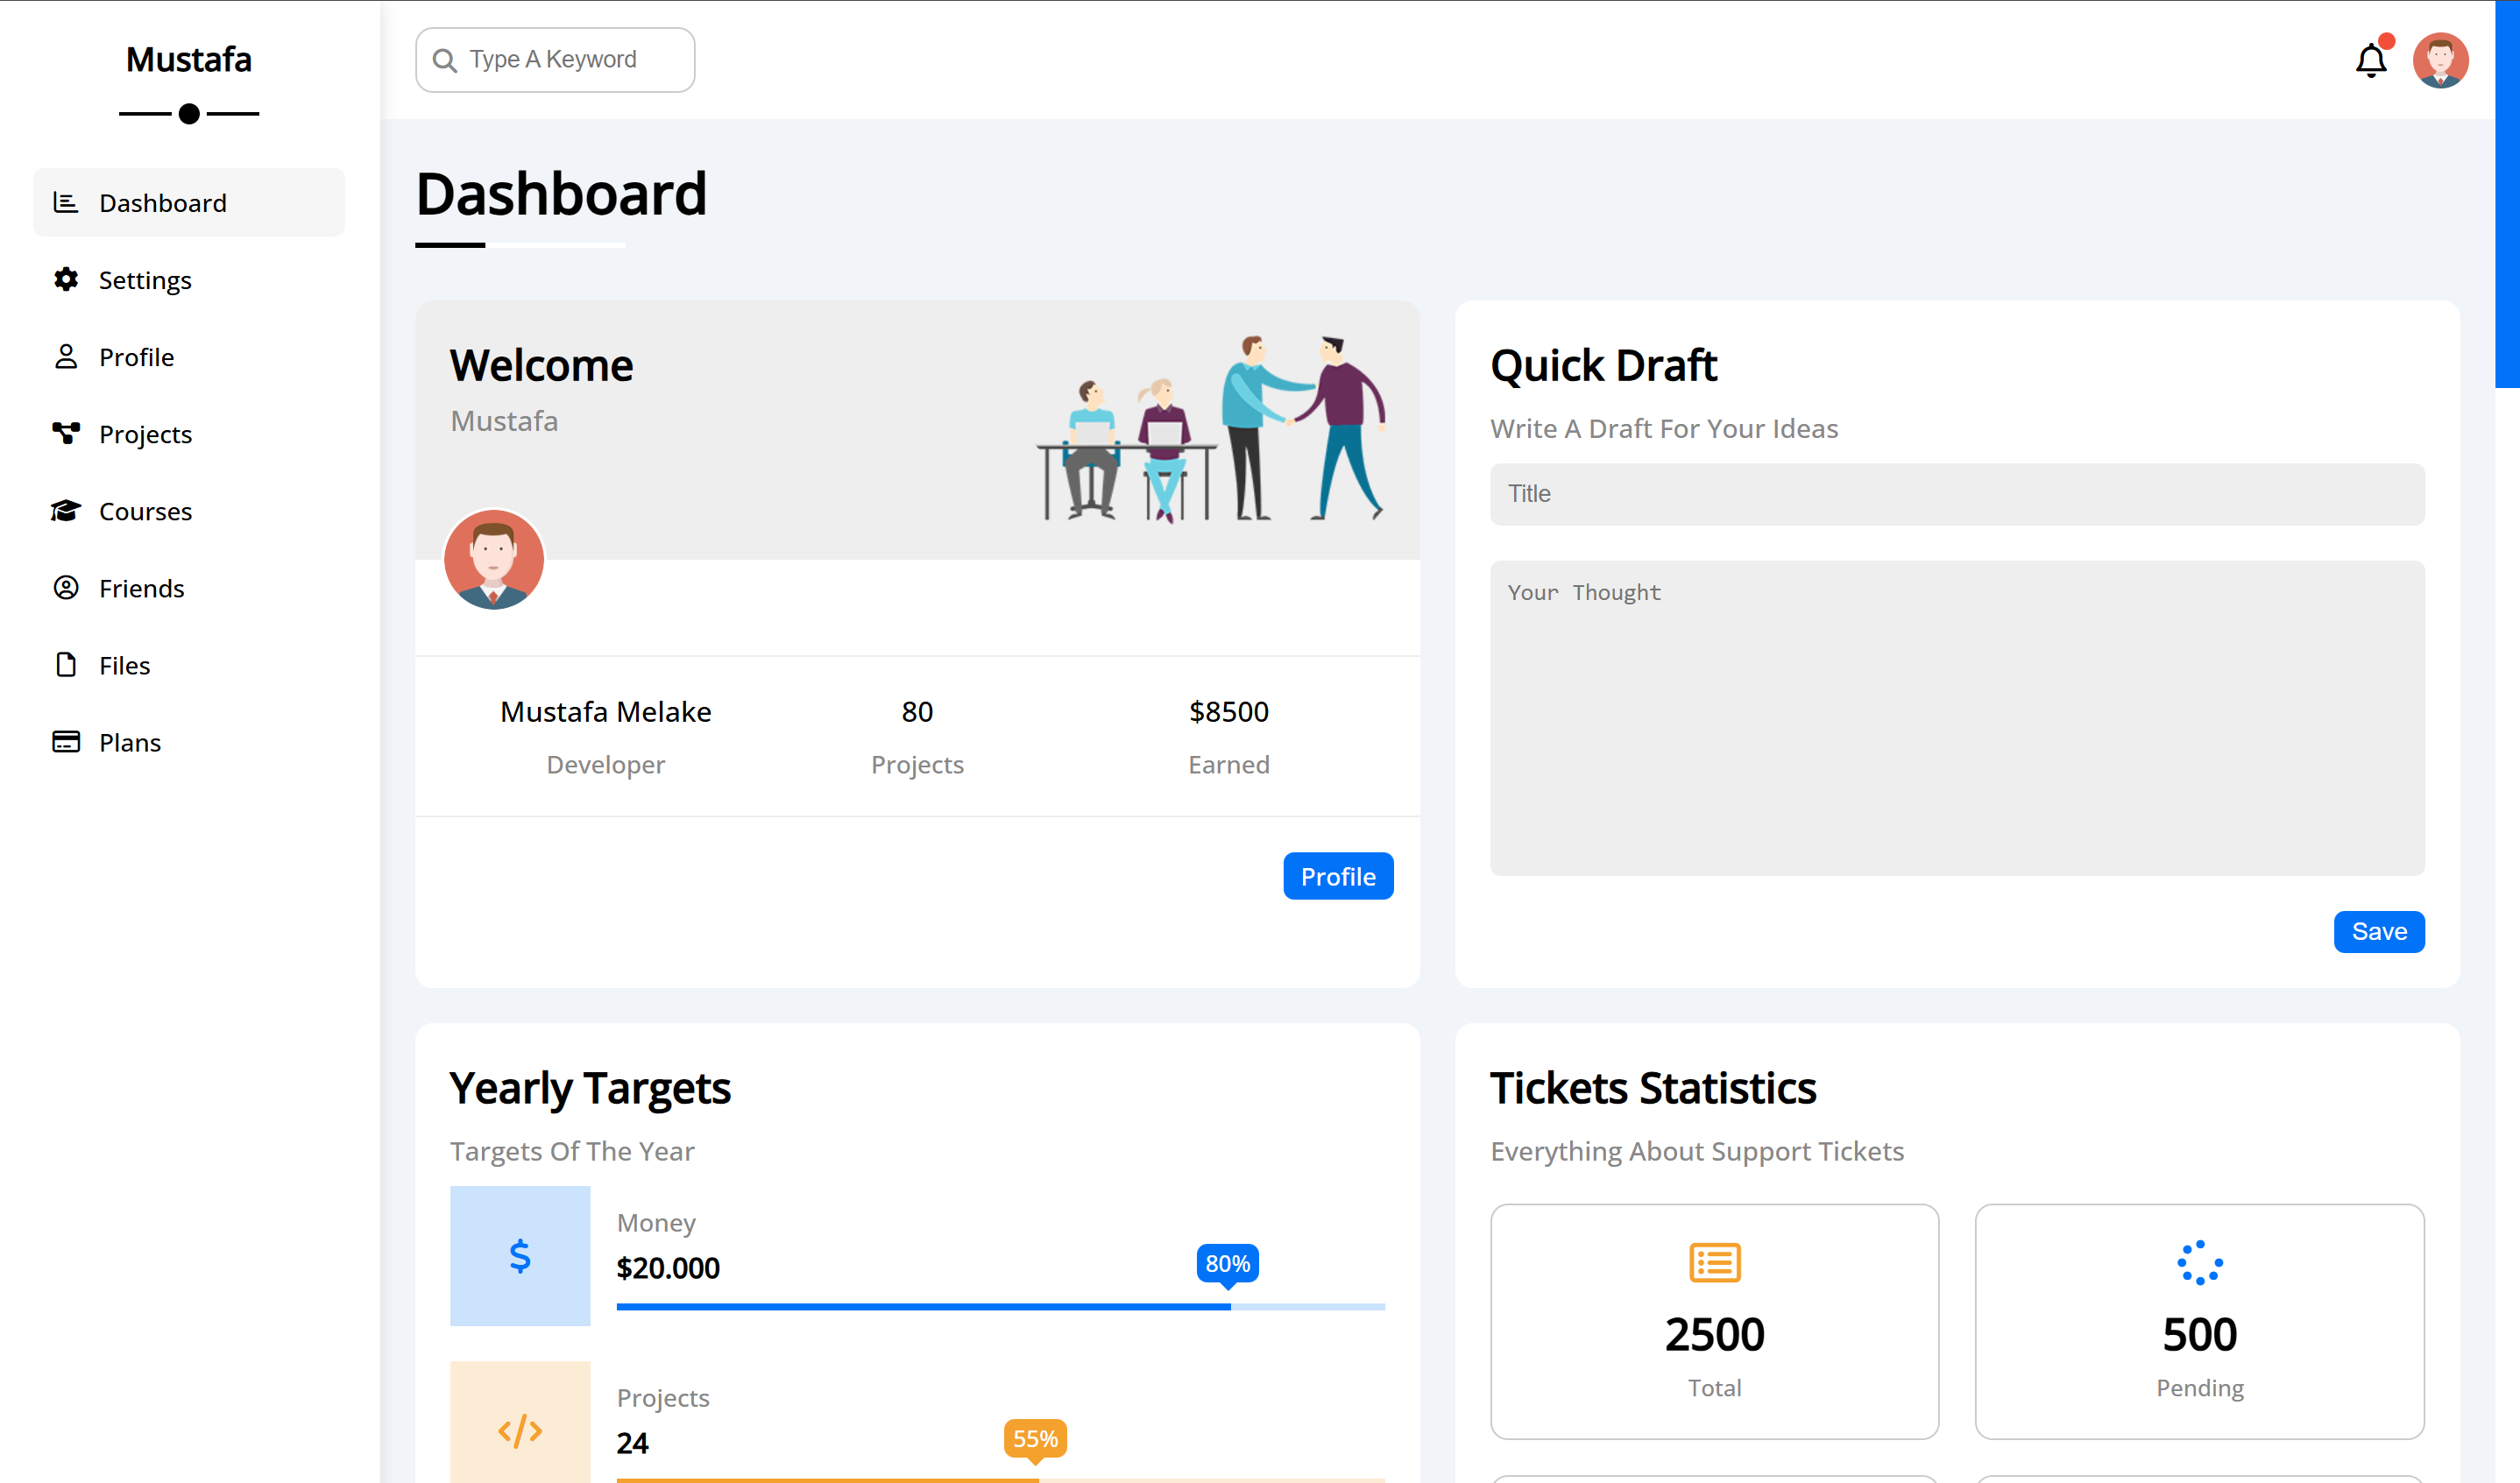 Mustafa
Dashboard
Settings
Profile
Projects
Courses
Friends
Files
Plans
Type A Keyword
Dashboard
Welcome
Mustafa
Mustafa Melake
Developer
80
Projects
$8500
Earned
Profile
Quick Draft
Write A Draft For Your Ideas
Title
Your Thought
Save
Yearly Targets
Targets Of The Year
$
Money
$20.000
80%
</>
Projects
24
55%
Tickets Statistics
Everything About Support Tickets
2500
Total
500
Pending